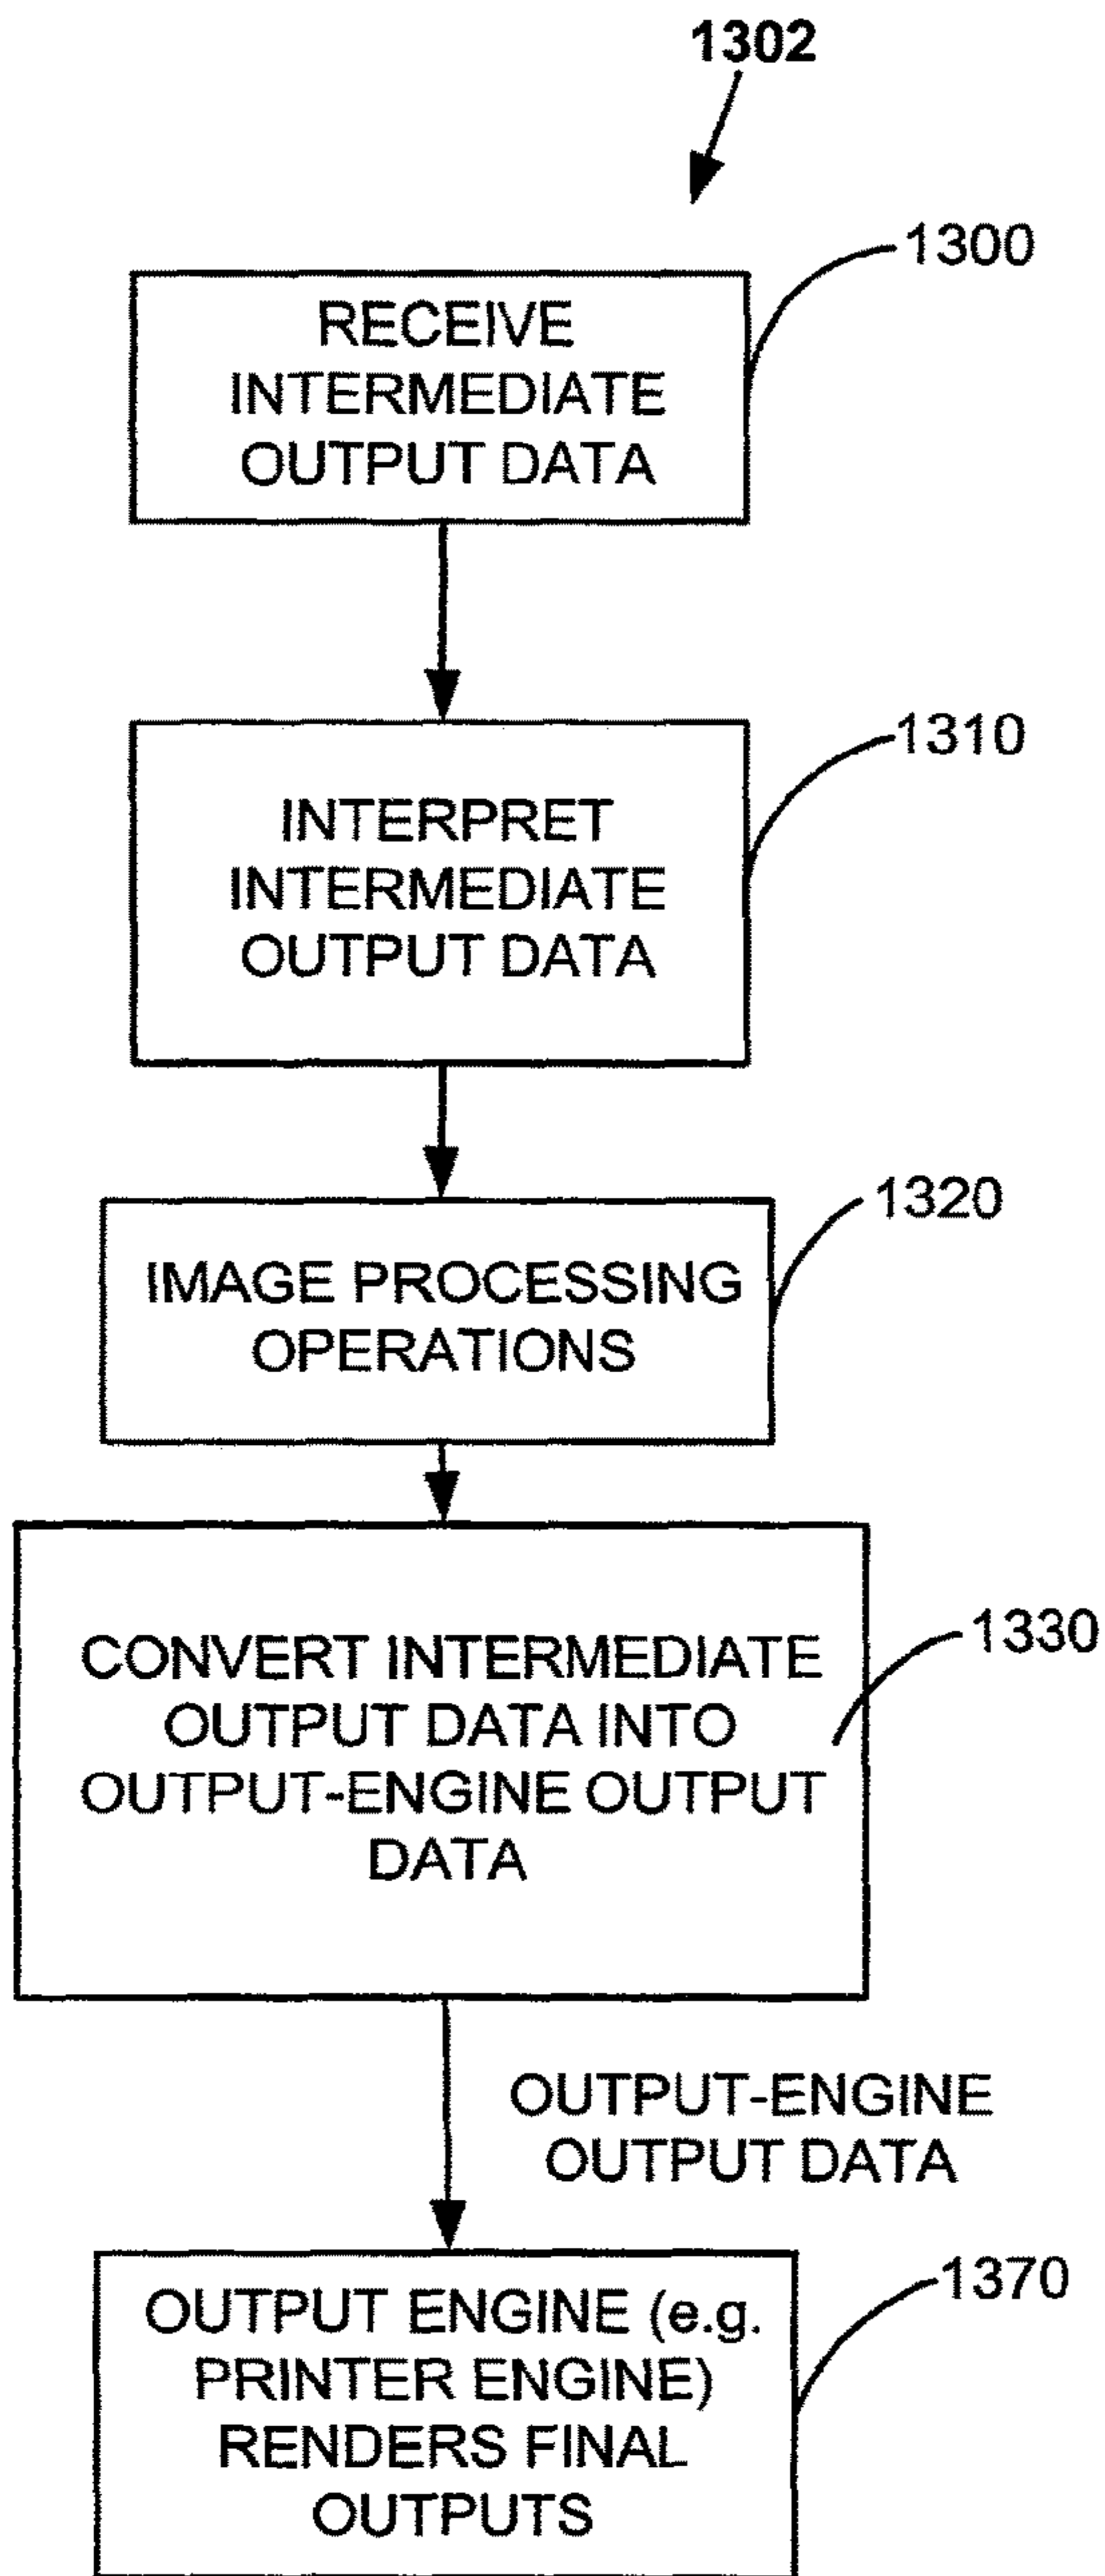 1302
1300
RECEIVE
INTERMEDIATE
OUTPUT DATA
1310
INTERPRET
INTERMEDIATE
OUTPUT DATA
1320
IMAGE PROCESSING
OPERATIONS
1330
CONVERT INTERMEDIATE
OUTPUT DATA INTO
OUTPUT-ENGINE OUTPUT
DATA
OUTPUT-ENGINE
OUTPUT DATA
1370
OUTPUT ENGINE (e.g.
PRINTER ENGINE)
RENDERS FINAL
OUTPUTS